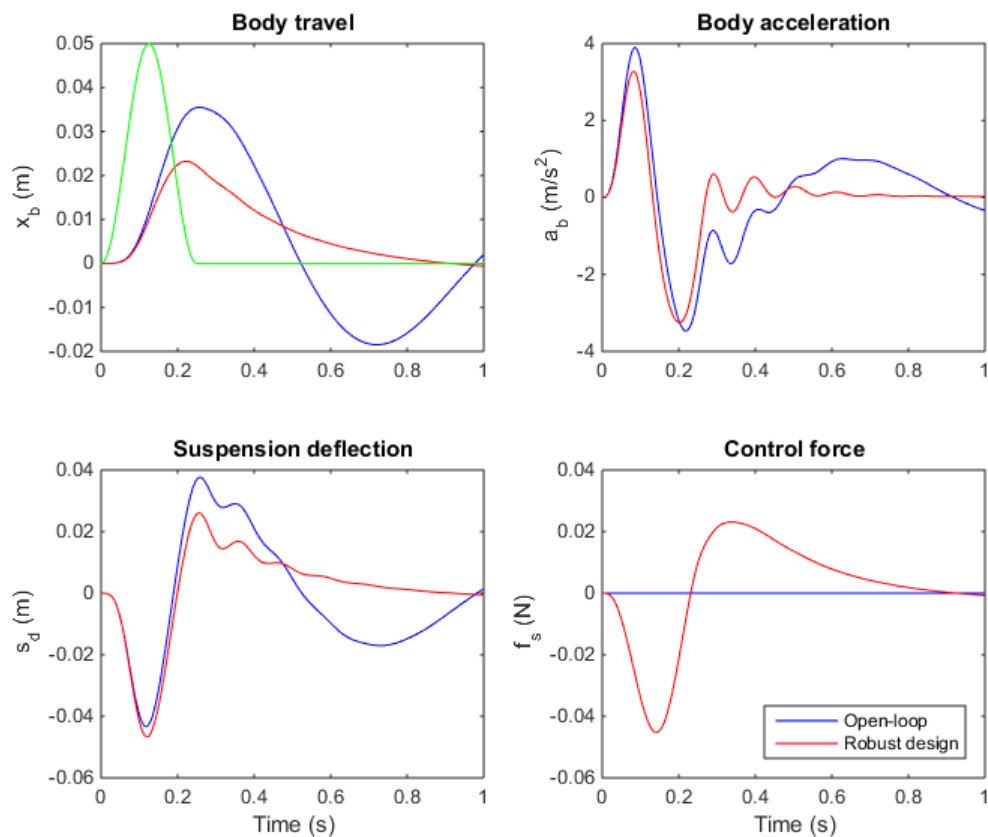 Body travel
0.05
0.04
0.03
0.02
0.01
0
-0.01
-0.02
x_b (m)
0 0.2 0.4 0.6 0.8 1
Body acceleration
4
2
0
-2
-4
a_b (m/s²)
0 0.2 0.4 0.6 0.8 1
Suspension deflection
0.04
0.02
0
-0.02
-0.04
-0.06
s_d (m)
0 0.2 0.4 0.6 0.8 1
Time (s)
Control force
0.04
0.02
0
-0.02
-0.04
-0.06
f_s (N)
Open-loop
Robust design
0 0.2 0.4 0.6 0.8 1
Time (s)